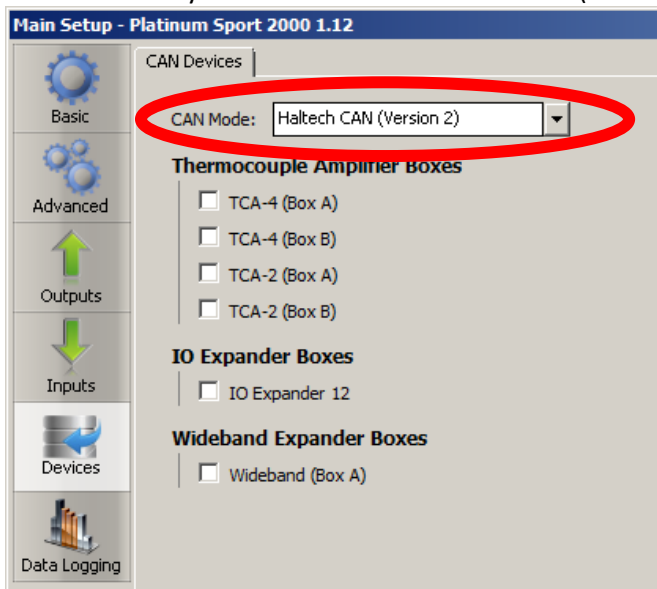 Main Setup - Platinum Sport 2000 1.12
CAN Devices
Basic
CAN Mode: Haltech CAN (Version 2)
Thermocouple Amplifier Boxes
TCA-4 (Box A)
Advanced
TCA-4 (Box B)
TCA-2 (Box A)
Outputs
TCA-2 (Box B)
IO Expander Boxes
Inputs
IO Expander 12
Wideband Expander Boxes
Devices
Wideband (Box A)
Data Logging